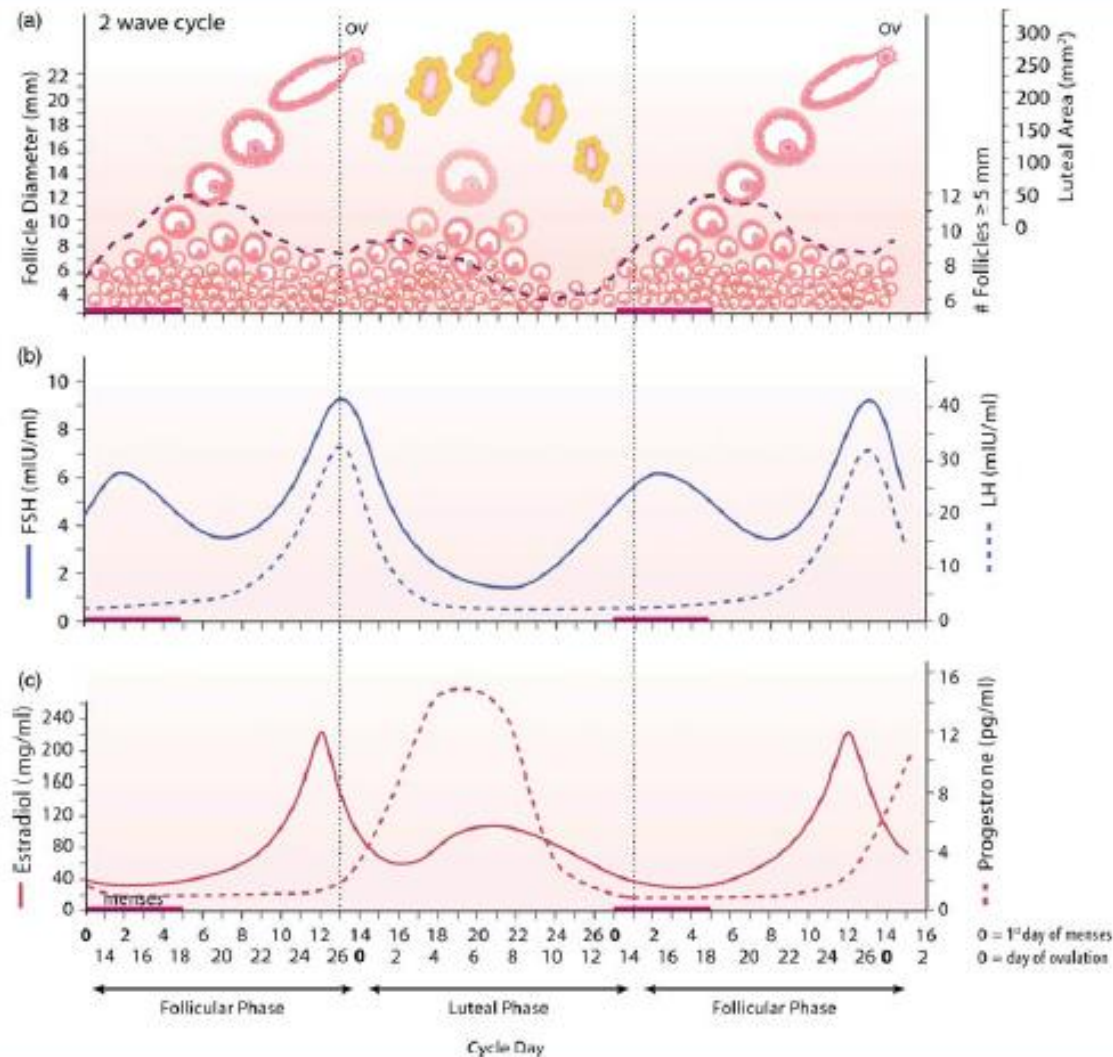 (a)
2 wave cycle
OV
OV
Follicle Diameter (mm)
22
20
18
16
14
12
10
8
6
4
12
10
8
6
# Follicles ≥ 5 mm
300
250
200
150
100
50
0
Luteal Area (mm²)
(b)
FSH (mIU/ml)
10
8
6
4
2
0
40
30
20
10
0
LH (mIU/ml)
(c)
Estradiol (mg/ml)
240
200
160
120
80
40
0
menses
16
12
8
4
0
Progestrone (pg/ml)
0 2 4 6 8 10 12 14 16 18 20 22 24 26 0 2 4 6 8 10 12 14 16
14 16 18 20 22 24 26 0 2 4 6 8 10 12 14 16 18 20 22 24 26 0 2
0 = 1st day of menses
0 = day of ovulation
Follicular Phase
Luteal Phase
Follicular Phase
Cycle Day